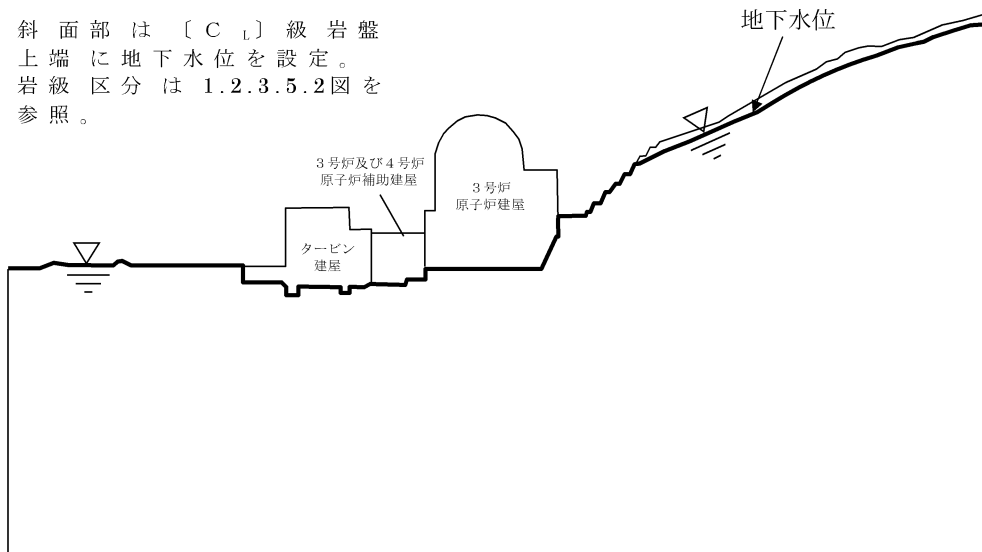 斜面部は〔CL〕級岩盤
上端に地下水位を設定。
岩級区分は1.2.3.5.2図を
参照。
地下水位
3号炉及び4号炉
原子炉補助建屋
3号炉
原子炉建屋
タービン
建屋